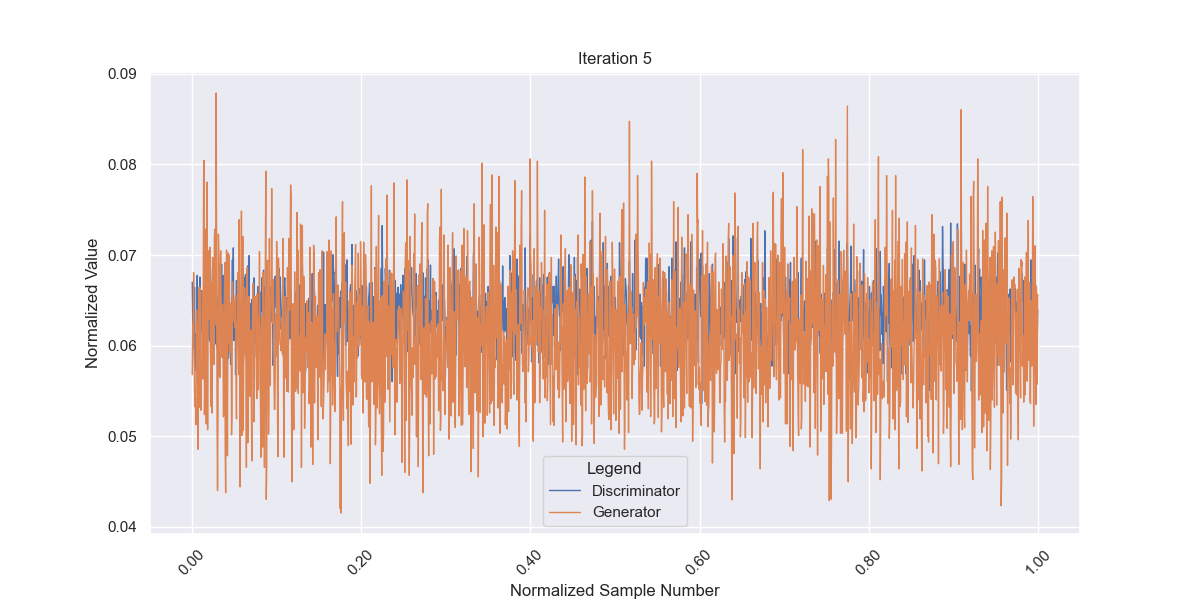 Iteration 5
Normalized Value
0.09
0.08
0.07
0.06
0.05
0.04
Legend
Discriminator
Generator
0.00
0.20
0.40
0.60
0.80
1.00
Normalized Sample Number